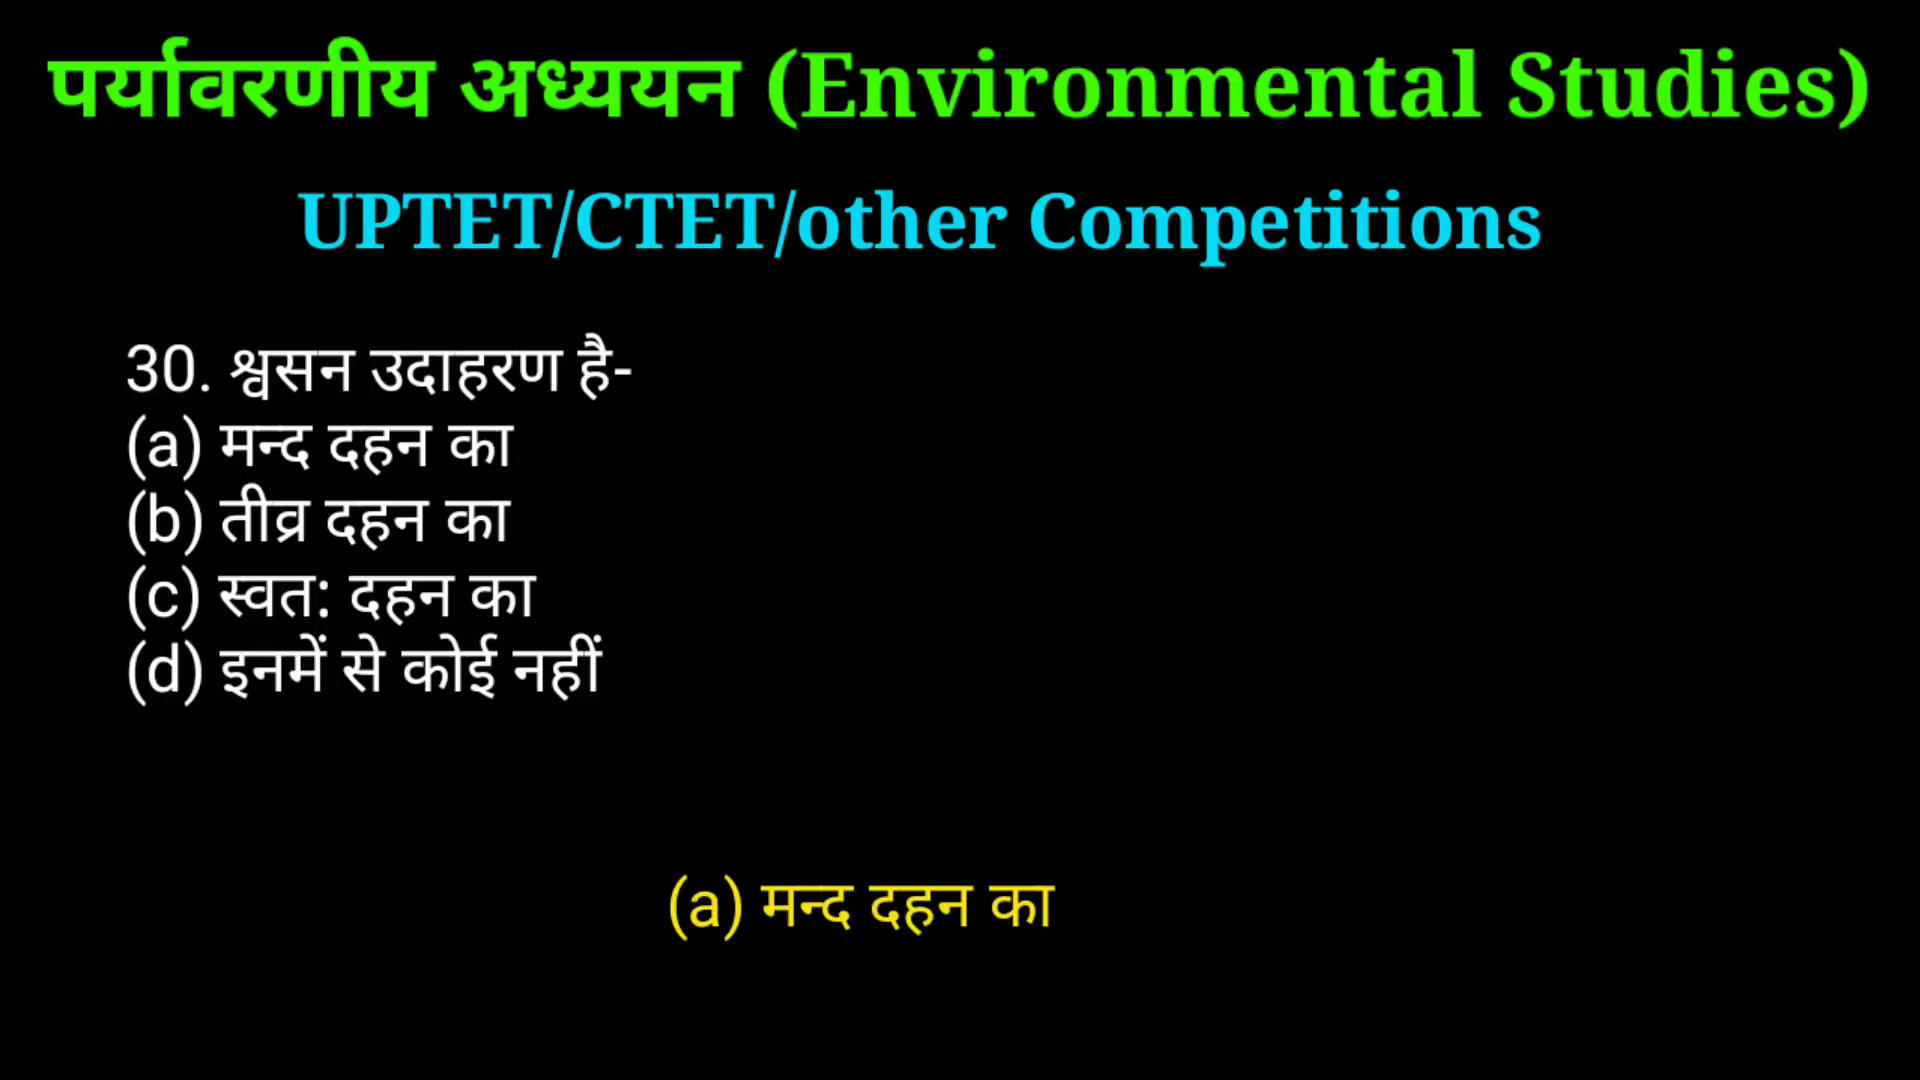 पर्यावरणीय अध्ययन (Environmental Studies)
UPTET/CTET/other Competitions
30. श्वसन उदाहरण है-
(a) मन्द दहन का
(b) तीव्र दहन का
(c) स्वत: दहन का
(d) इनमें से कोई नहीं
(a) मन्द दहन का